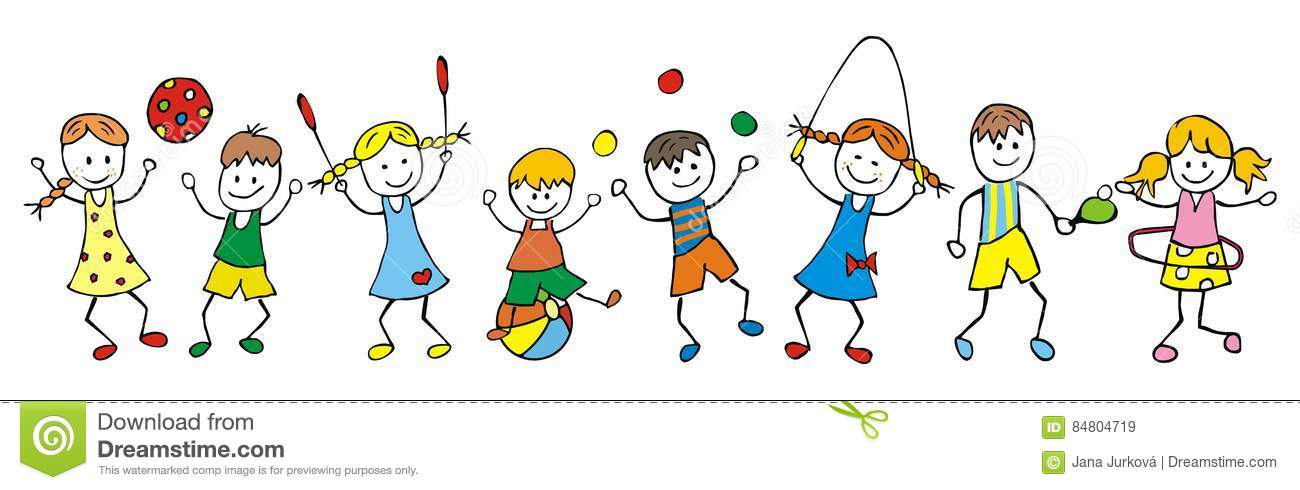 Download from
Dreamstime.com
This watermarked comp image is for previewing purposes only.
ID 84804719
© Jana Jurková | Dreamstime.com